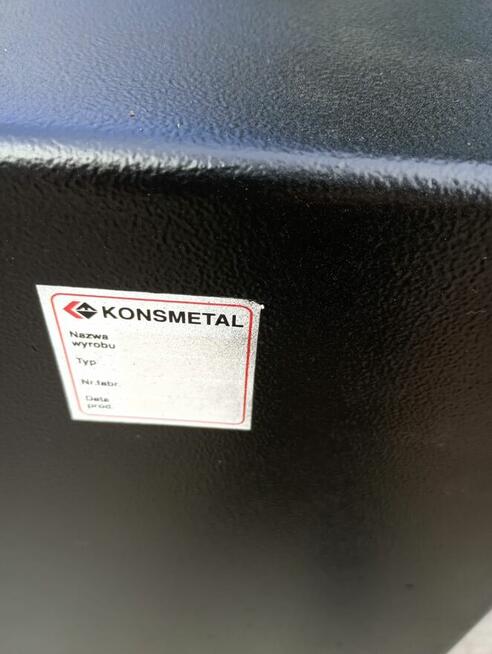 KONSMETAL
Nazwa
wyrobu
Typ
Nr.fabr.
Data
prod.